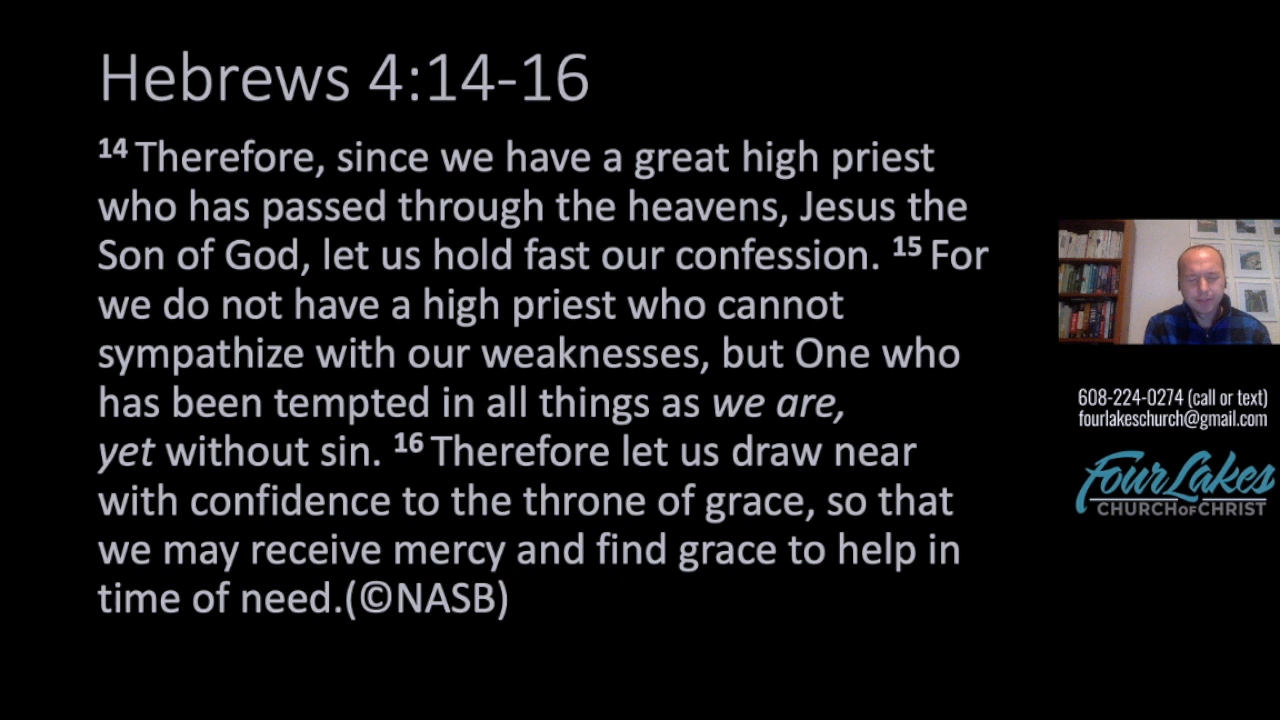 Hebrews 4:14-16
14 Therefore, since we have a great high priest
who has passed through the heavens, Jesus the
Son of God, let us hold fast our confession. 15 For
we do not have a high priest who cannot
sympathize with our weaknesses, but One who
has been tempted in all things as we are,
yet without sin. 16 Therefore let us draw near
with confidence to the throne of grace, so that
we may receive mercy and find grace to help in
time of need.(©NASB)
608-224-0274 (call or text)
fourlakeschurch@gmail.com
Four Lakes
CHURCH OF CHRIST